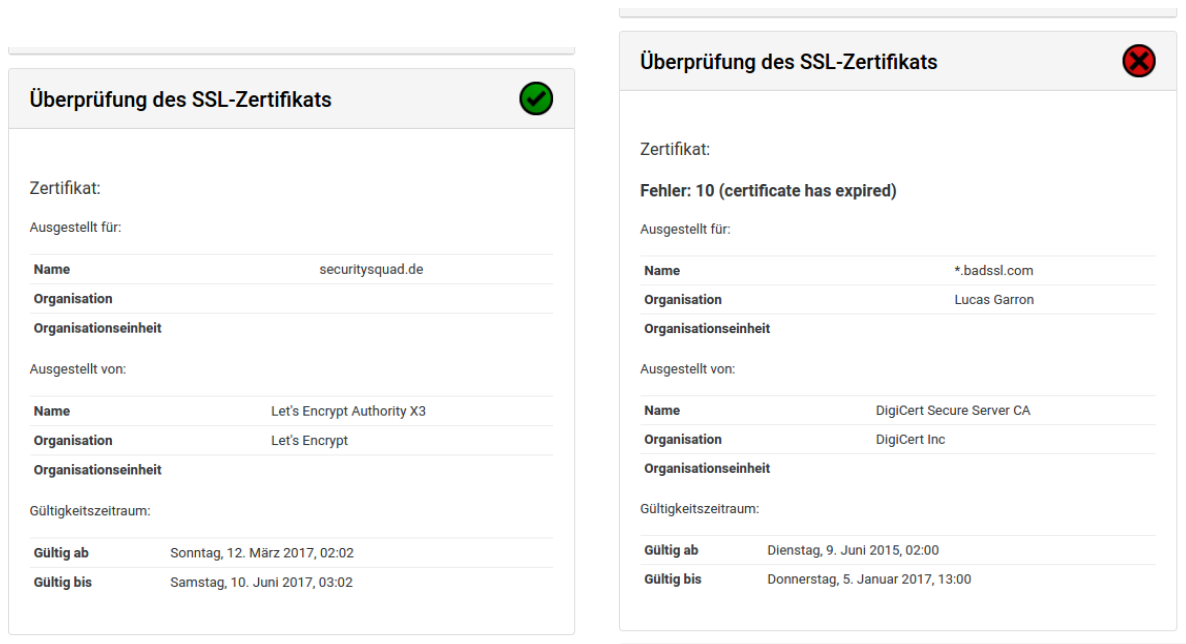 Überprüfung des SSL-Zertifikats
Zertifikat:
Ausgestellt für:
Name securitysquad.de
Organisation
Organisationseinheit
Ausgestellt von:
Name Let's Encrypt Authority X3
Organisation Let's Encrypt
Organisationseinheit
Gültigkeitszeitraum:
Gültig ab Sonntag, 12. März 2017, 02:02
Gültig bis Samstag, 10. Juni 2017, 03:02
Überprüfung des SSL-Zertifikats
Zertifikat:
Fehler: 10 (certificate has expired)
Ausgestellt für:
Name *.badssl.com
Organisation Lucas Garron
Organisationseinheit
Ausgestellt von:
Name DigiCert Secure Server CA
Organisation DigiCert Inc
Organisationseinheit
Gültigkeitszeitraum:
Gültig ab Dienstag, 9. Juni 2015, 02:00
Gültig bis Donnerstag, 5. Januar 2017, 13:00